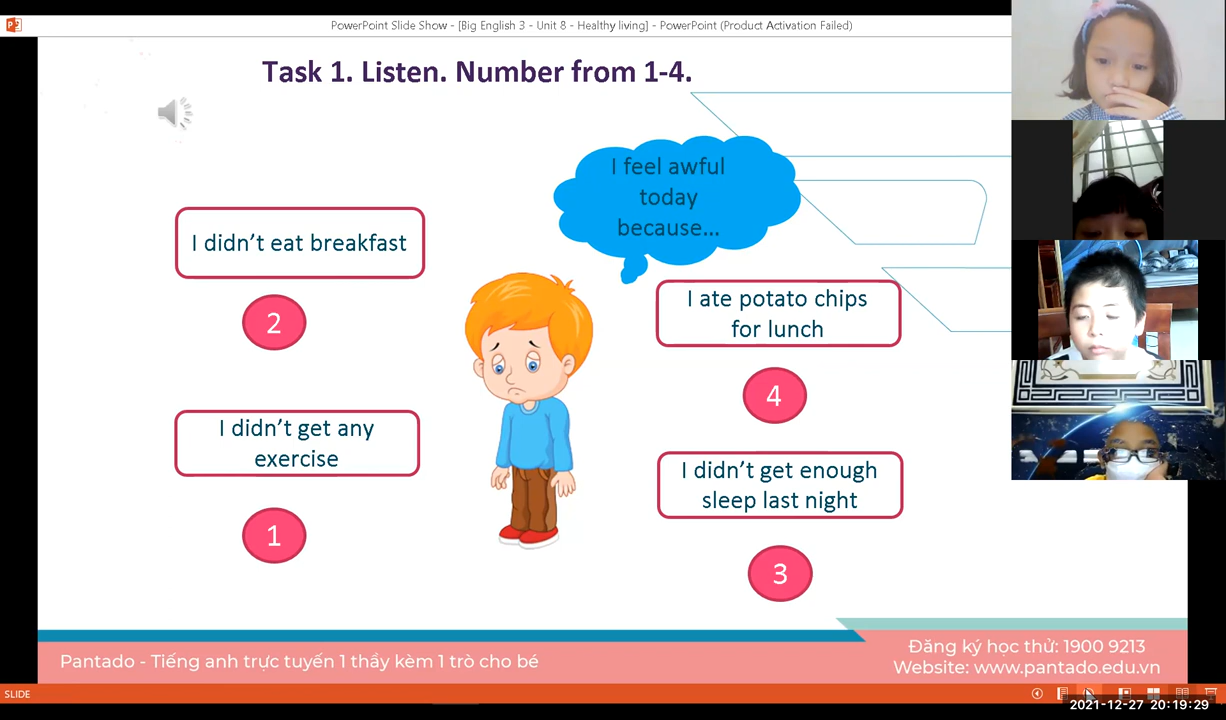 PowerPoint Slide Show - [Big English 3 - Unit 8 - Healthy living] - PowerPoint (Product Activation Failed)
Task 1. Listen. Number from 1-4.
I feel awful
today
because...
I didn't eat breakfast
2
I ate potato chips
for lunch
4
I didn't get any
exercise
1
I didn't get enough
sleep last night
3
Pantado - Tiếng anh trực tuyến 1 thầy kèm 1 trò cho bé
Đăng ký học thử: 1900 9213
Website: www.pantado.edu.vn
SLIDE
2021-12-27 20:19:29